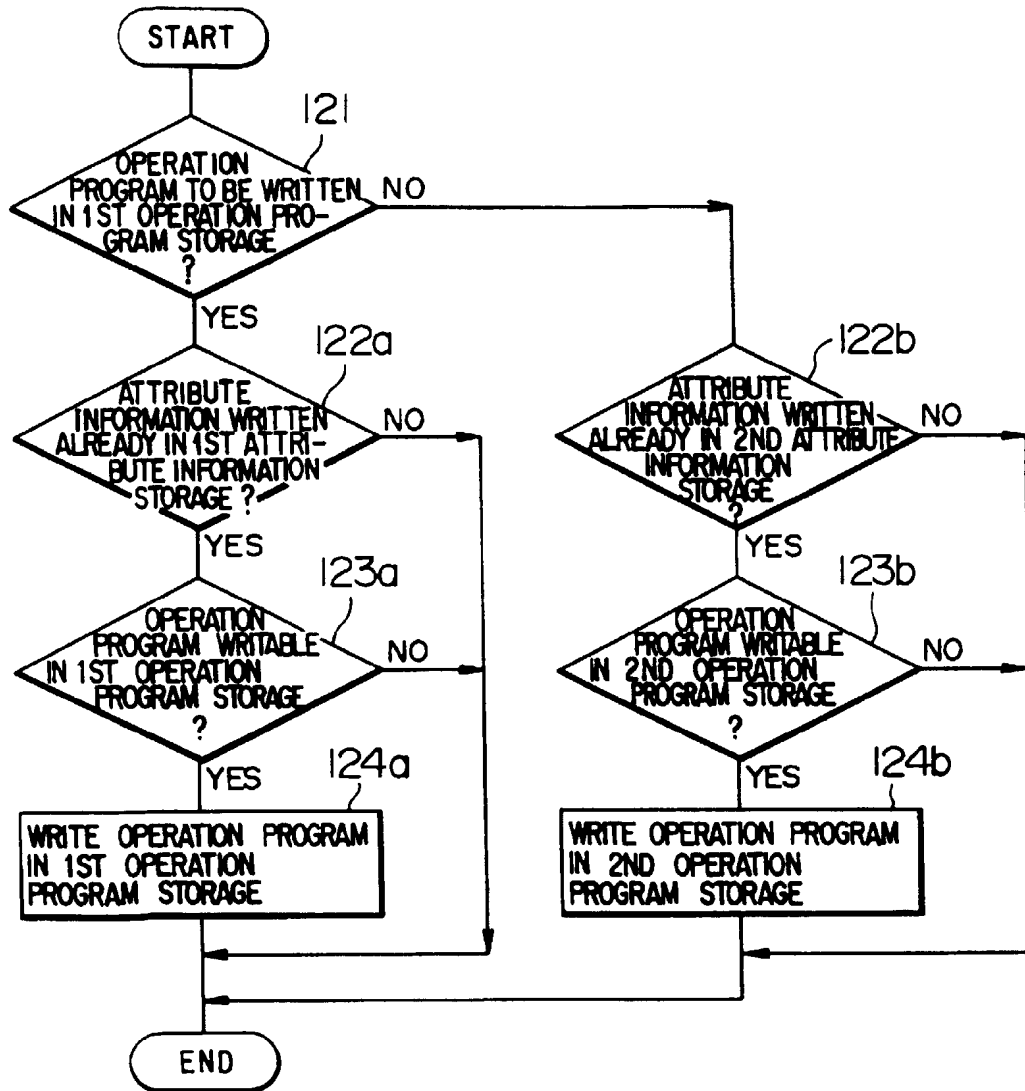 START
121
OPERATION
PROGRAM TO BE WRITTEN
IN 1ST OPERATION PRO-
GRAM STORAGE
?
NO
YES
122a
ATTRIBUTE
INFORMATION WRITTEN
ALREADY IN 1ST ATTRI-
BUTE INFORMATION
STORAGE ?
NO
YES
122b
ATTRIBUTE
INFORMATION WRITTEN
ALREADY IN 2ND ATTRIBUTE
INFORMATION
STORAGE
?
NO
YES
123a
OPERATION
PROGRAM WRITABLE
IN 1ST OPERATION
PROGRAM STORAGE
?
NO
YES
123b
OPERATION
PROGRAM WRITABLE
IN 2ND OPERATION
PROGRAM STORAGE
?
NO
YES
124a
WRITE OPERATION PROGRAM
IN 1ST OPERATION
PROGRAM STORAGE
124b
WRITE OPERATION PROGRAM
IN 2ND OPERATION
PROGRAM STORAGE
END